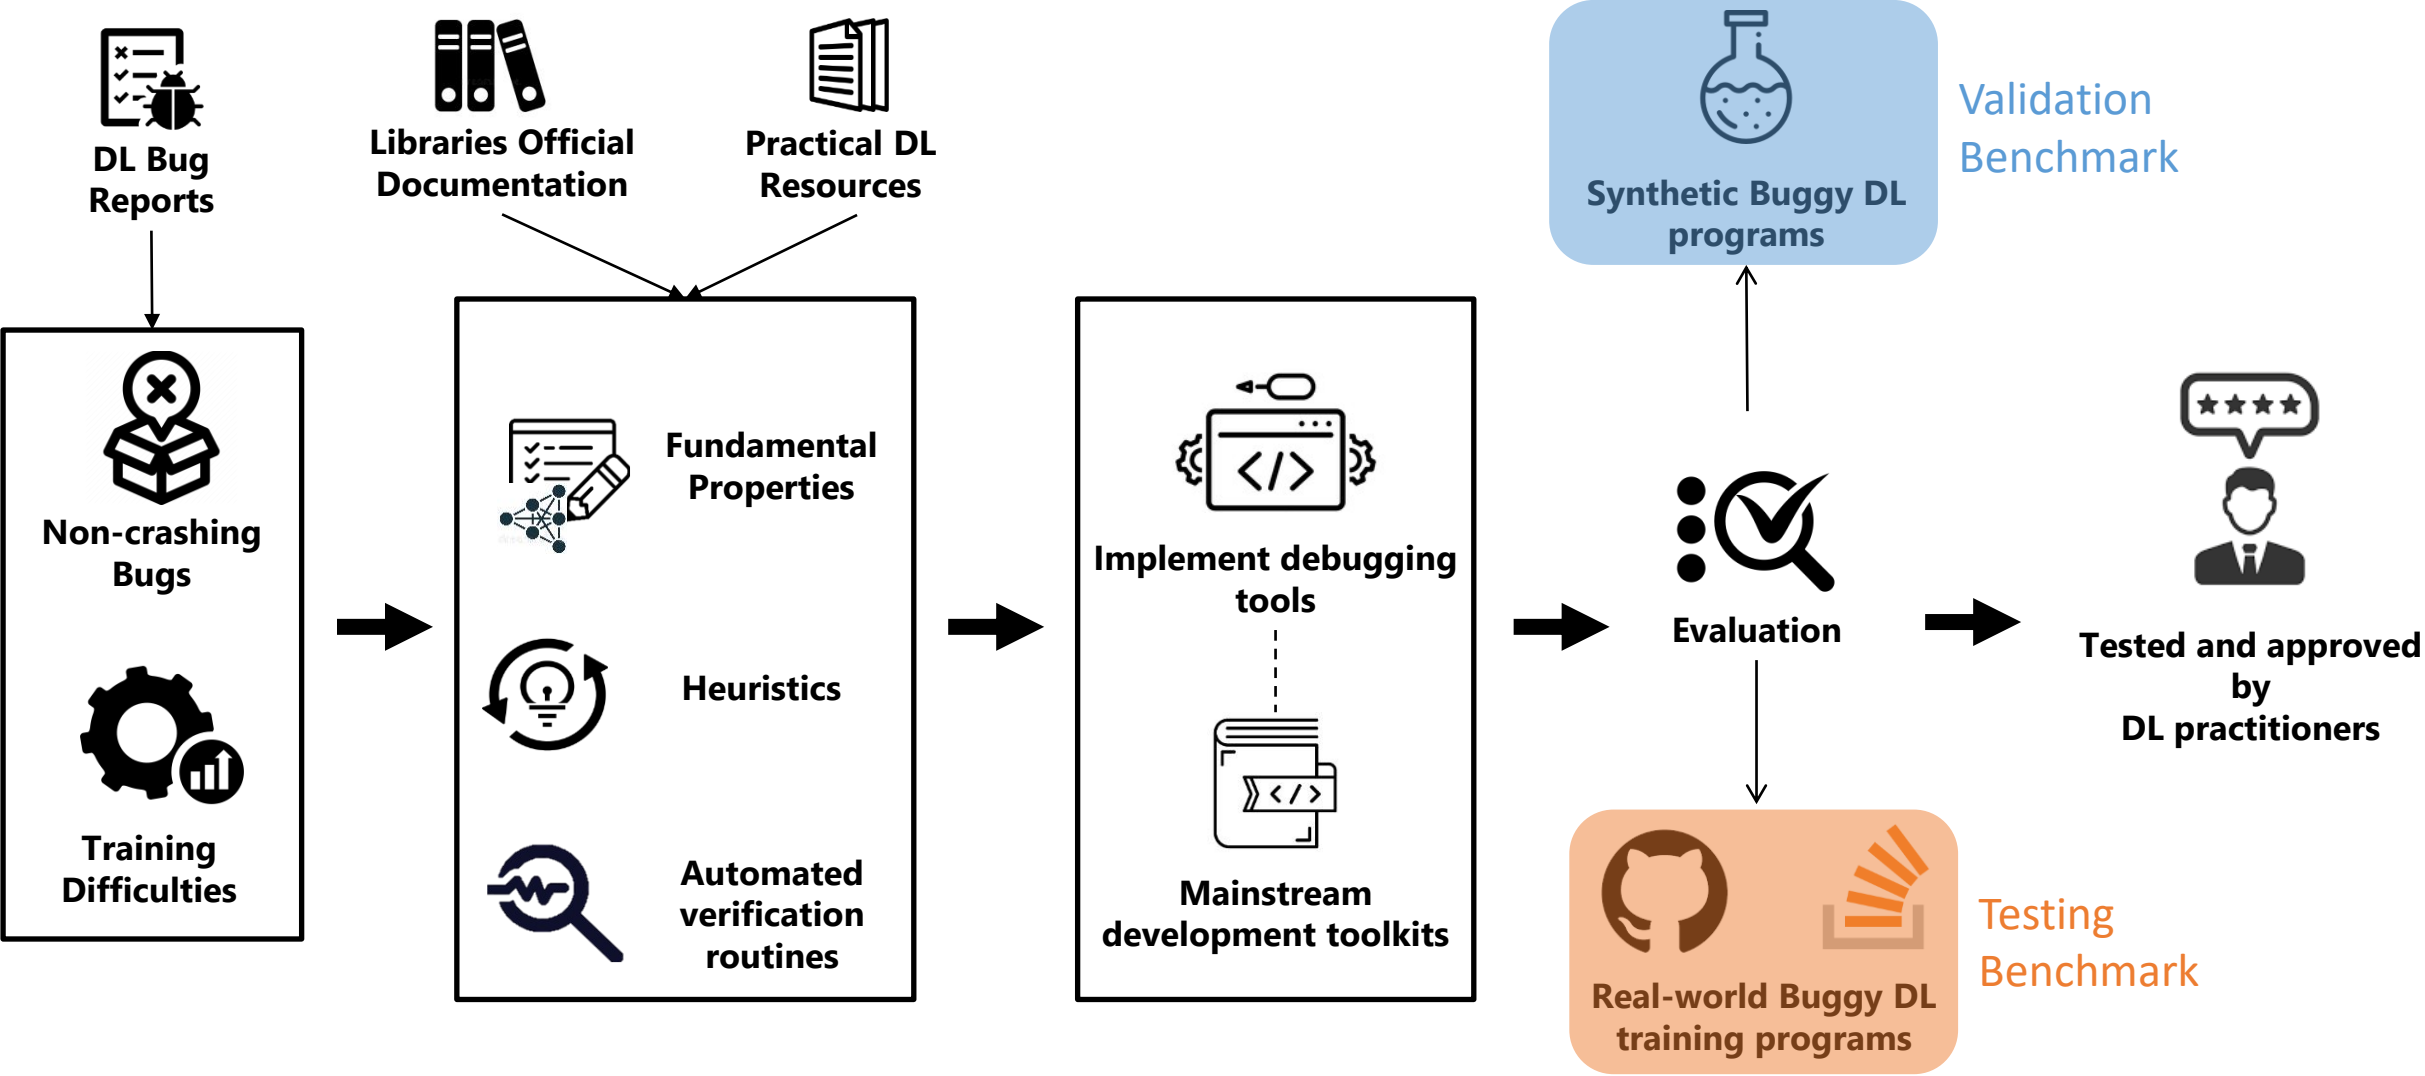 DL Bug
Reports
Libraries Official
Documentation
Practical DL
Resources
Non-crashing
Bugs
Training
Difficulties
Fundamental
Properties
Heuristics
Automated
verification
routines
Implement debugging
tools
Mainstream
development toolkits
Synthetic Buggy DL
programs
Validation
Benchmark
Evaluation
Real-world Buggy DL
training programs
Testing
Benchmark
Tested and approved
by
DL practitioners